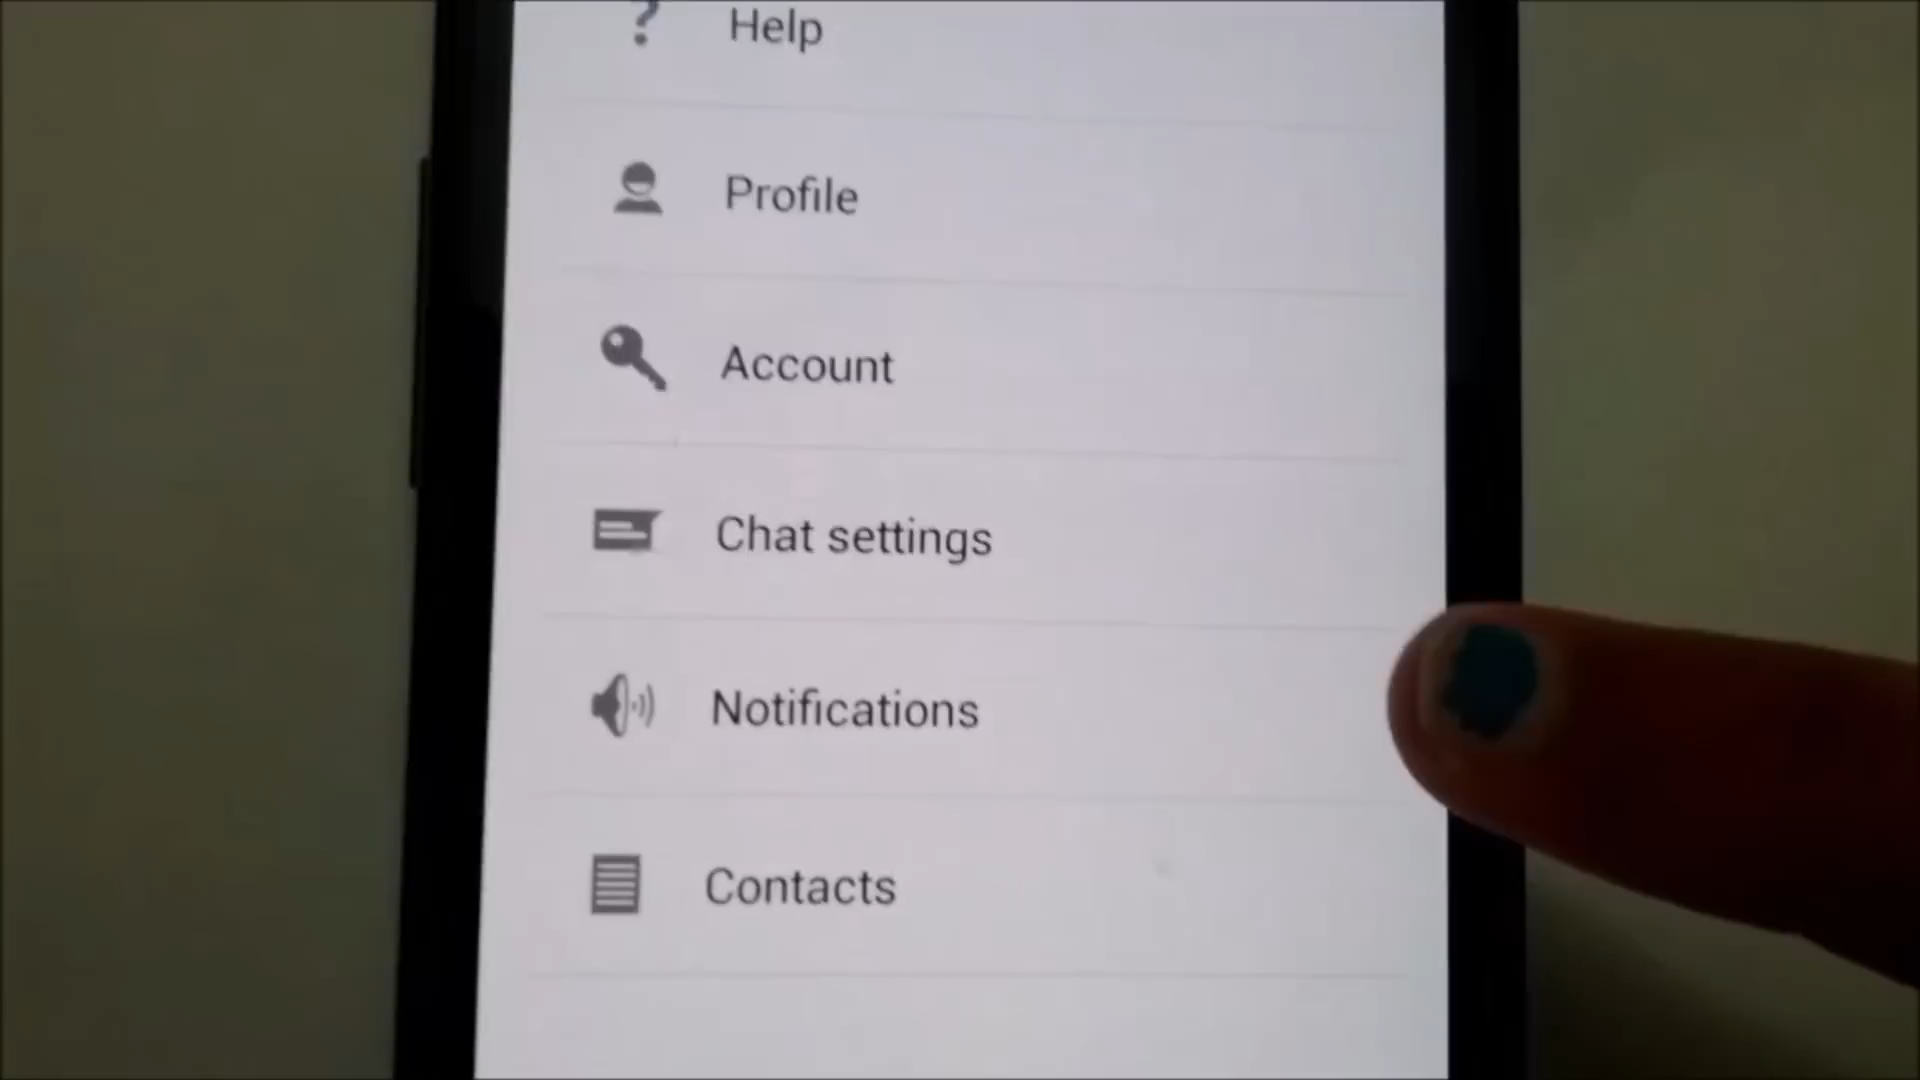 Help
Profile
Account
Chat settings
Notifications
Contacts